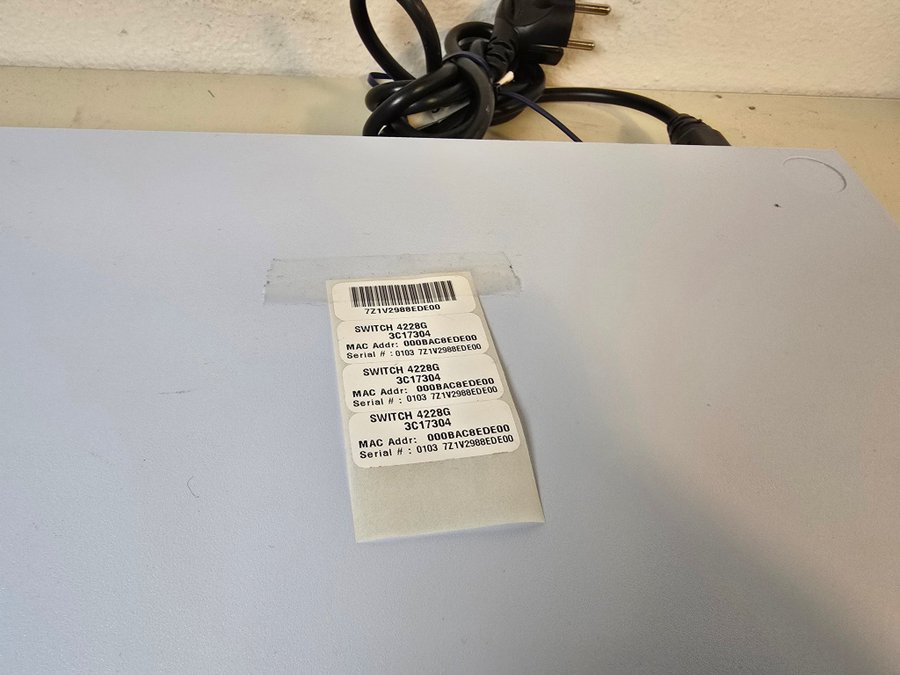 7Z1V2988EDE00
SWITCH 4228G
3C17304
MAC Addr: 000BAC8EDE00
Serial # : 0103 7Z1V2988EDE00
SWITCH 4228G
3C17304
MAC Addr: 000BAC8EDE00
Serial # : 0103 7Z1V2988EDE00
SWITCH 4228G
3C17304
MAC Addr: 000BAC8EDE00
Serial # : 0103 7Z1V2988EDE00